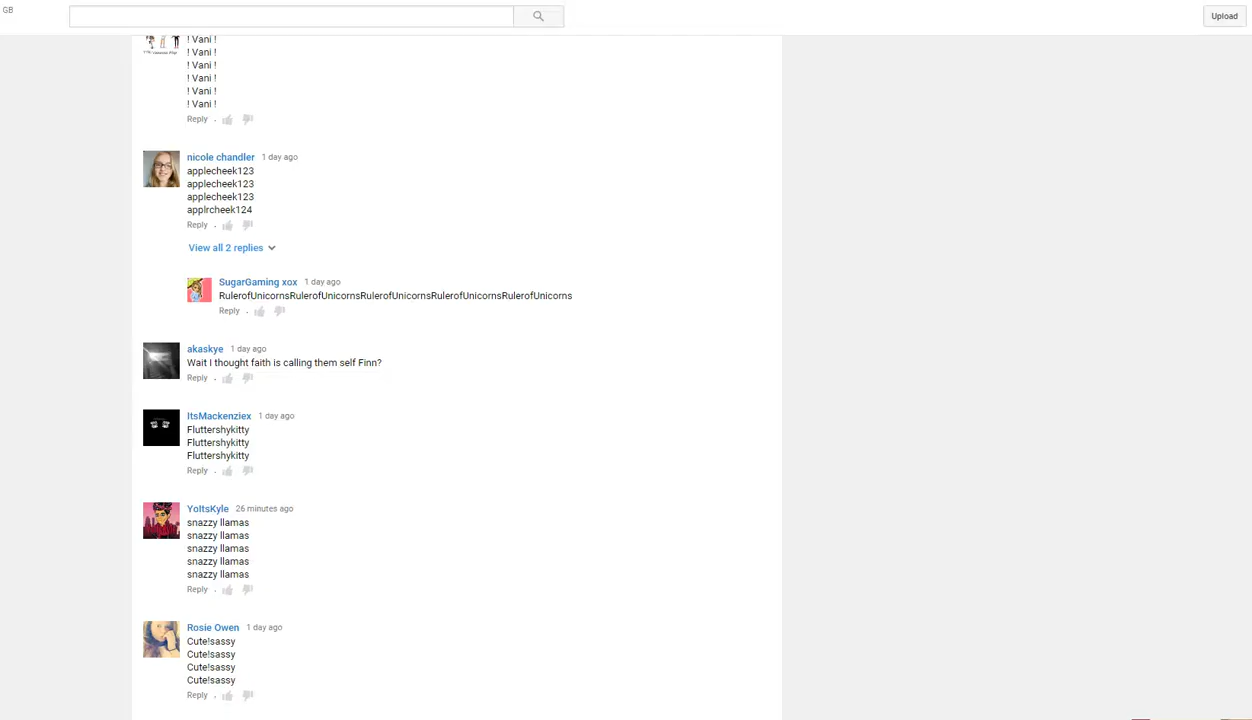 GB
Upload
! Vani !
! Vani !
! Vani !
! Vani !
! Vani !
! Vani !
Reply .
nicole chandler 1 day ago
applecheek123
applecheek123
applecheek123
applrcheek124
Reply .
View all 2 replies
SugarGaming xox 1 day ago
RulerofUnicornsRulerofUnicornsRulerofUnicornsRulerofUnicornsRulerofUnicorns
Reply .
akaskye 1 day ago
Wait I thought faith is calling them self Finn?
Reply .
ItsMackenziex 1 day ago
Fluttershykitty
Fluttershykitty
Fluttershykitty
Reply .
YoItsKyle 26 minutes ago
snazzy llamas
snazzy llamas
snazzy llamas
snazzy llamas
snazzy llamas
Reply .
Rosie Owen 1 day ago
Cute!sassy
Cute!sassy
Cute!sassy
Cute!sassy
Reply .